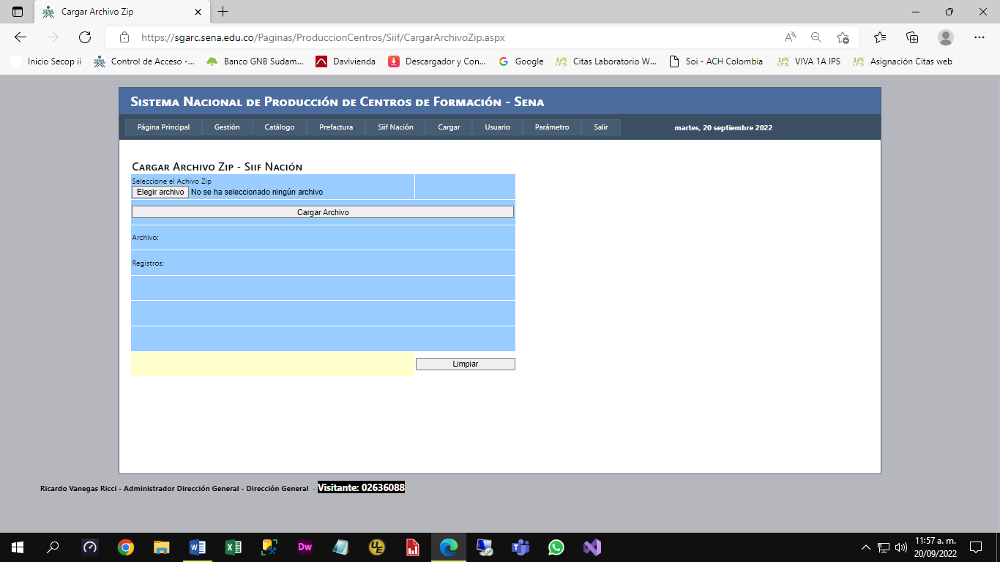 Cargar Archivo Zip
https://sgarc.sena.edu.co/Paginas/ProduccionCentros/Siif/CargarArchivoZip.aspx
Inicio Secop ii
Control de Acceso -...
Banco GNB Sudam...
Davivienda
Descargador y Con...
Google
Citas Laboratorio W...
Soi - ACH Colombia
VIVA 1A IPS
Asignación Citas web
Sistema Nacional de Producción de Centros de Formación - Sena
Página Principal
Gestión
Catálogo
Prefactura
Siif Nación
Cargar
Usuario
Parámetro
Salir
martes, 20 septiembre 2022
Cargar Archivo Zip - Siif Nación
Seleccione el Achivo Zip
Elegir archivo No se ha seleccionado ningún archivo
Cargar Archivo
Archivo:
Registros:
Limpiar
Ricardo Vanegas Ricci - Administrador Dirección General - Dirección General - Visitante: 02636088
11:57 a. m.
20/09/2022